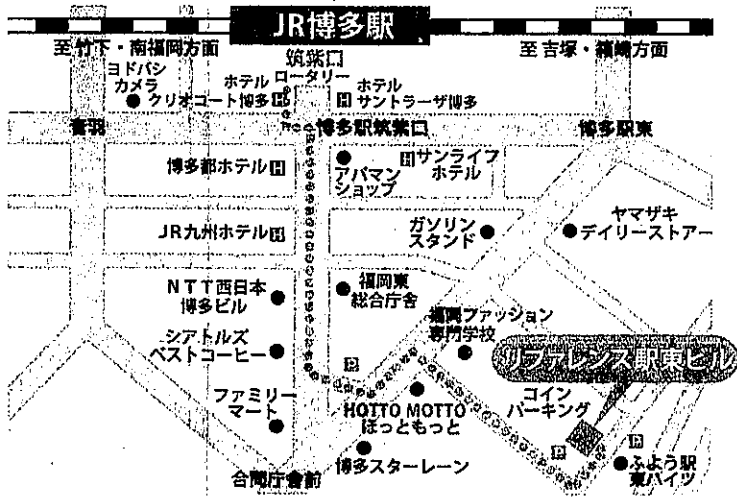 JR博多駅
至 竹下・南福岡方面
至 吉塚・箱崎方面
筑紫口
ロータリー
ヨドバシ
カメラ
ホテル
クリオコート博多 H
H ホテル
サントラーザ博多
音羽
博多駅筑紫口
博多駅東
博多都ホテル H
アパマン
ショップ
H サンライフ
ホテル
JR九州ホテル H
ガソリン
スタンド
ヤマザキ
デイリーストアー
NTT西日本
博多ビル
福岡東
総合庁舎
福岡ファッション
専門学校
シアトルズ
ベストコーヒー
P
リファレンス駅東ビル
ファミリー
マート
HOTTO MOTTO
ほっともっと
コイン
パーキング
P
P
合同庁舎前
博多スターレーン
ふよう駅
東ハイツ